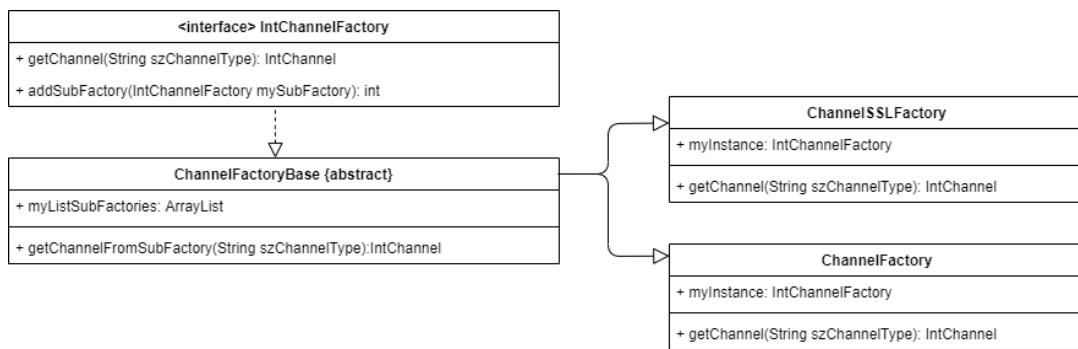 <interface> IntChannelFactory
+ getChannel(String szChannelType): IntChannel
+ addSubFactory(IntChannelFactory mySubFactory): int
ChannelFactoryBase {abstract}
+ myListSubFactories: ArrayList
+ getChannelFromSubFactory(String szChannelType):IntChannel
ChannelSSLFactory
+ myInstance: IntChannelFactory
+ getChannel(String szChannelType): IntChannel
ChannelFactory
+ myInstance: IntChannelFactory
+ getChannel(String szChannelType): IntChannel